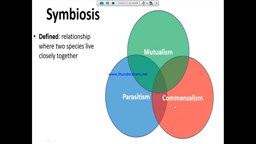 Symbiosis
• Defined: relationship
where two species live
closely together
Mutualism
Parasitism
Commensalism